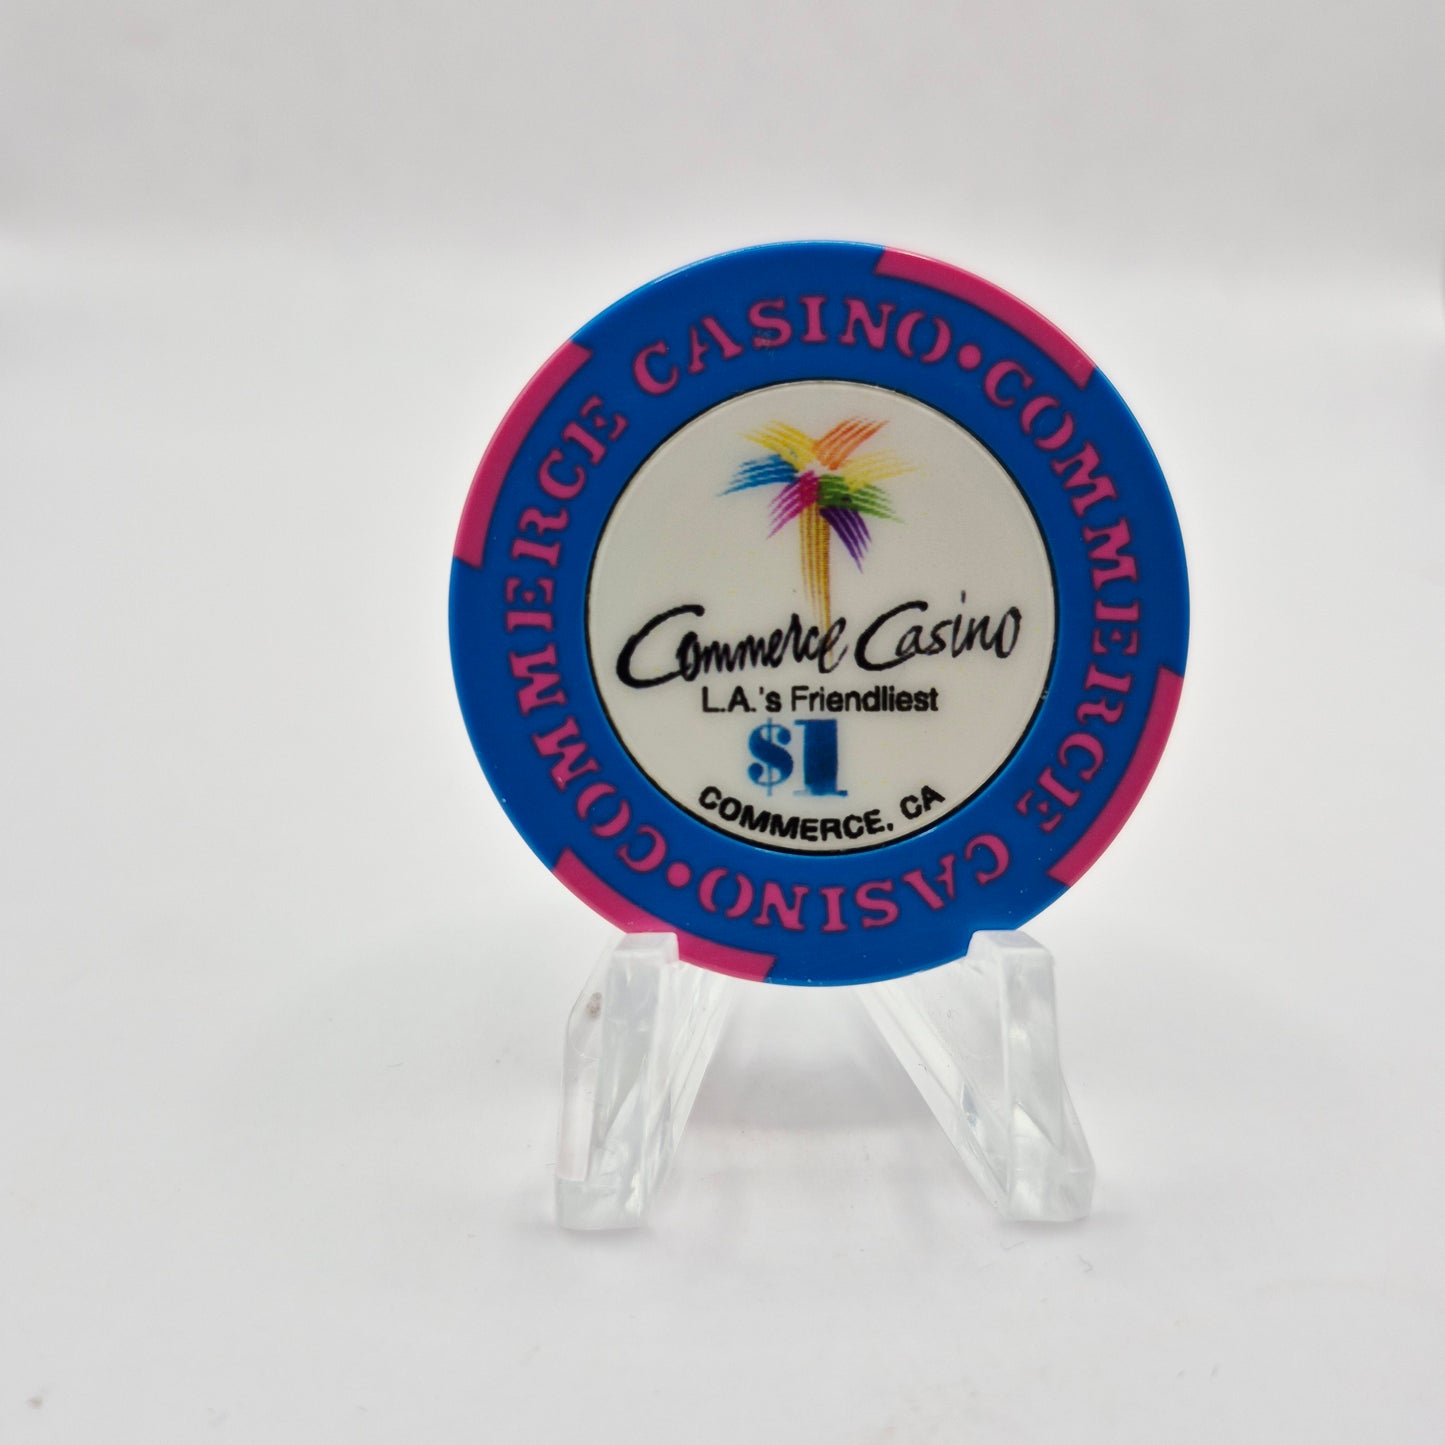 COMMERCE CASINO•COMMERCE CASINO•
Commerce Casino
L.A.'s Friendliest
$1
COMMERCE, CA